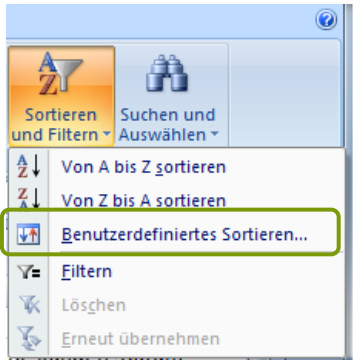 Sortieren und Filtern
Suchen und Auswählen
Von A bis Z sortieren
Von Z bis A sortieren
Benutzerdefiniertes Sortieren...
Filtern
Löschen
Erneut übernehmen